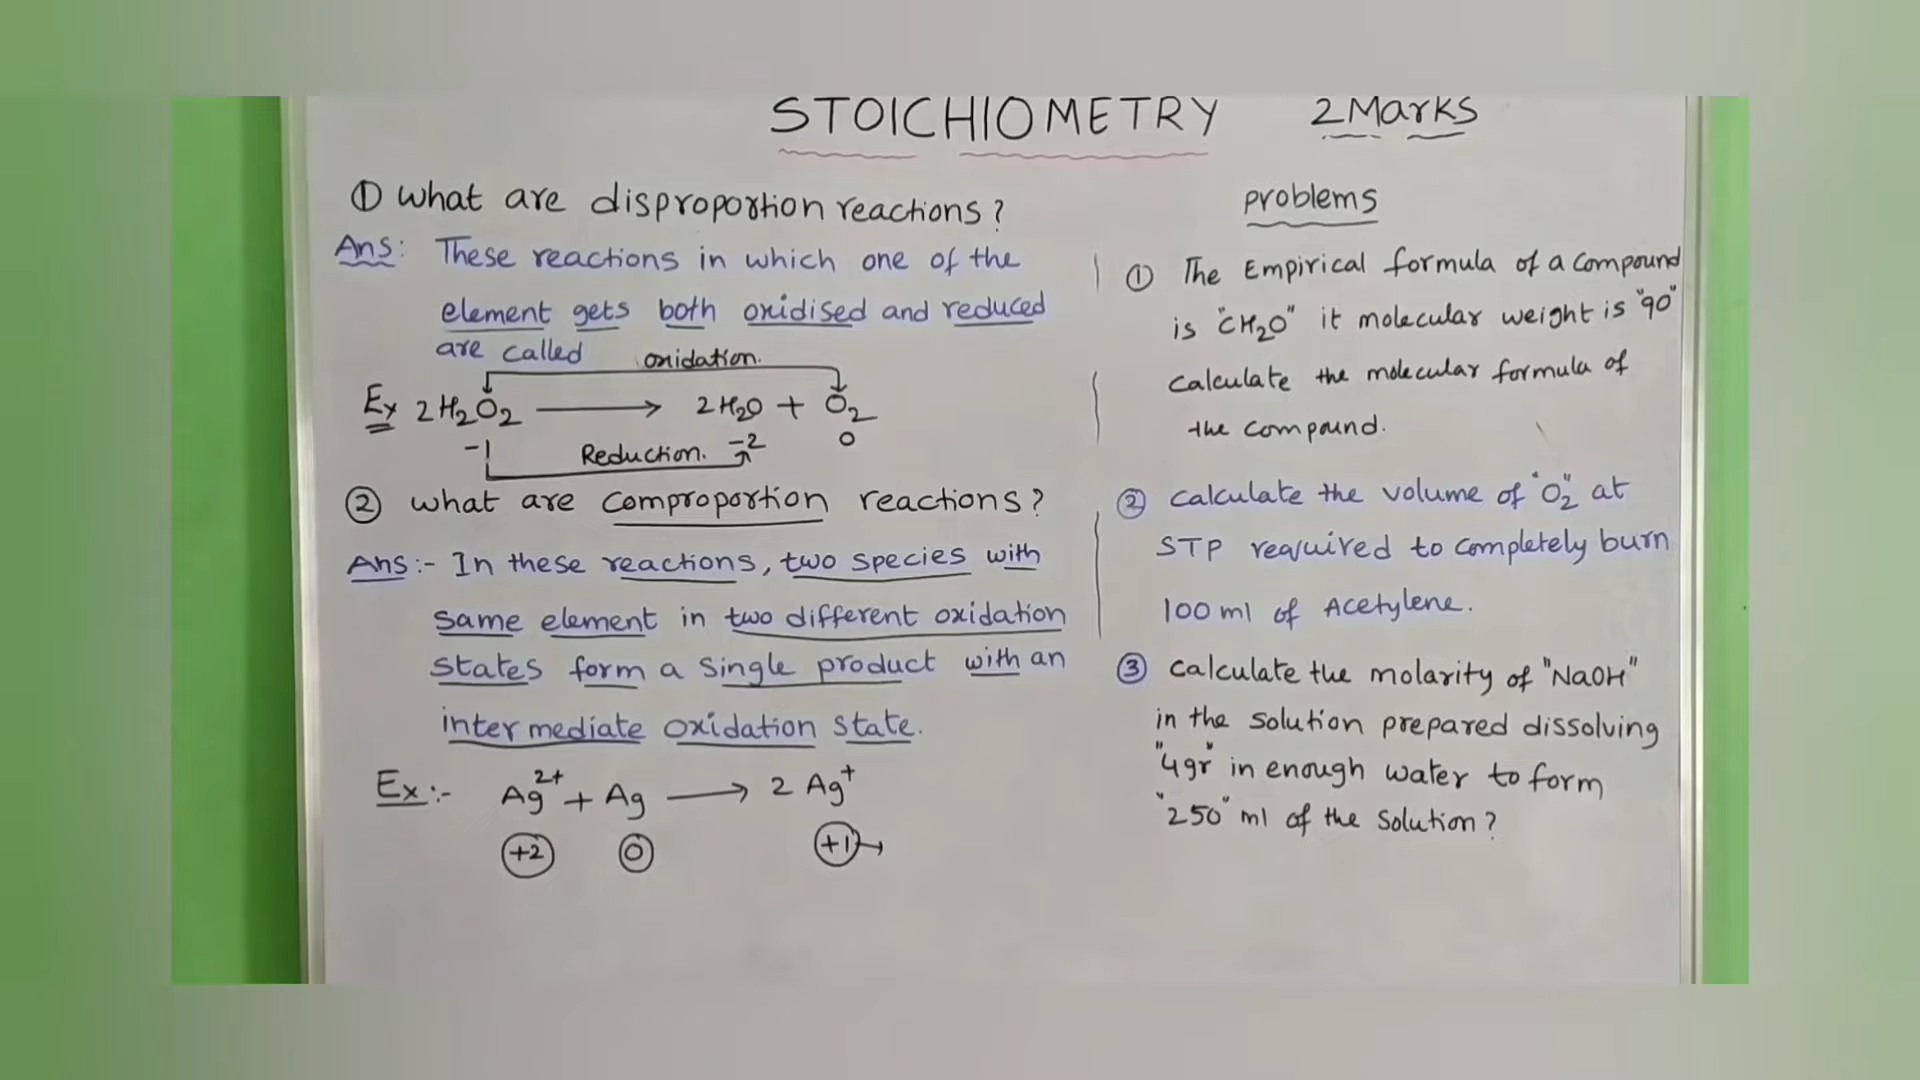 STOICHIOMETRY 2 Marks
① What are disproportion reactions?
Ans: These reactions in which one of the
element gets both oxidised and reduced
are called
oxidation.
Ex 2H₂O₂ ⟶ 2H₂O + O₂
-1 Reduction. -2 0
② what are comproportion reactions?
Ans:- In these reactions, two species with
same element in two different oxidation
states form a single product with an
intermediate oxidation state.
Ex:- Ag²⁺ + Ag ⟶ 2 Ag⁺
+2 0 +1
problems
① The Empirical formula of a compound
is "CH₂O" it molecular weight is "90"
Calculate the molecular formula of
the compound.
② calculate the volume of "O₂" at
STP required to completely burn
100 ml of Acetylene.
③ calculate the molarity of "NaOH"
in the solution prepared dissolving
"4gr" in enough water to form
"250" ml of the solution?